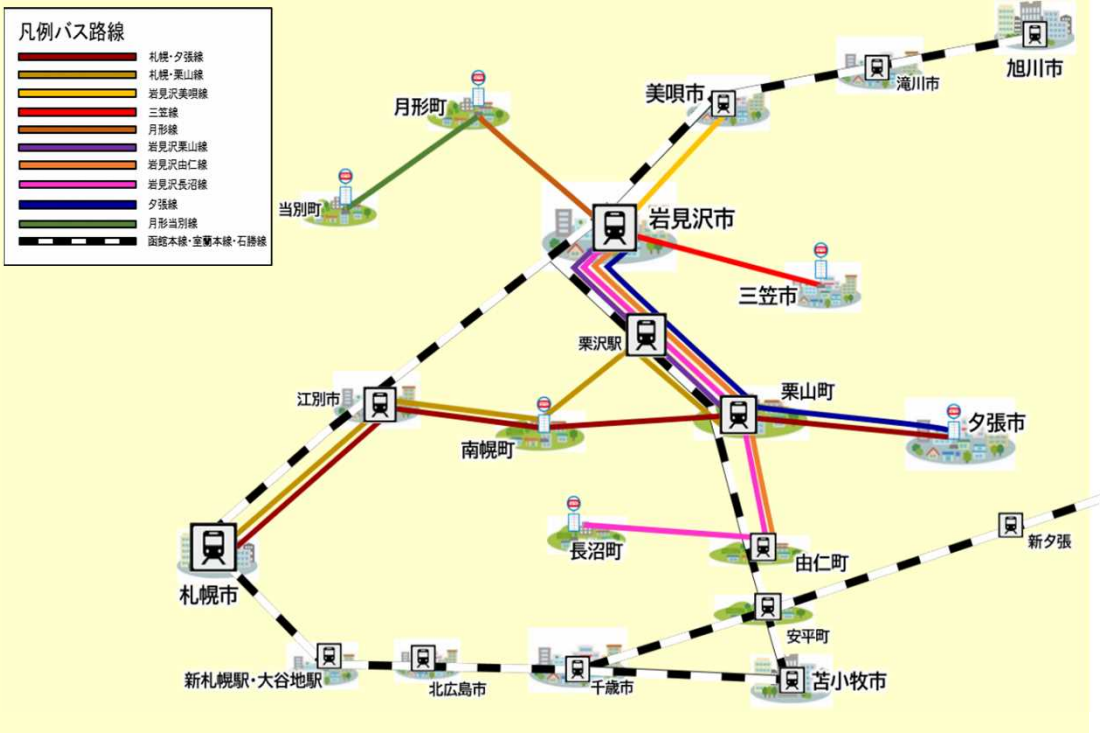 凡例バス路線
札幌・夕張線
札幌・栗山線
岩見沢美唄線
三笠線
月形線
岩見沢栗山線
岩見沢由仁線
岩見沢長沼線
夕張線
月形当別線
函館本線・室蘭本線・石勝線
旭川市
滝川市
美唄市
月形町
当別町
岩見沢市
三笠市
栗沢駅
江別市
栗山町
夕張市
南幌町
長沼町
由仁町
新夕張
札幌市
安平町
新札幌駅・大谷地駅
北広島市
千歳市
苫小牧市